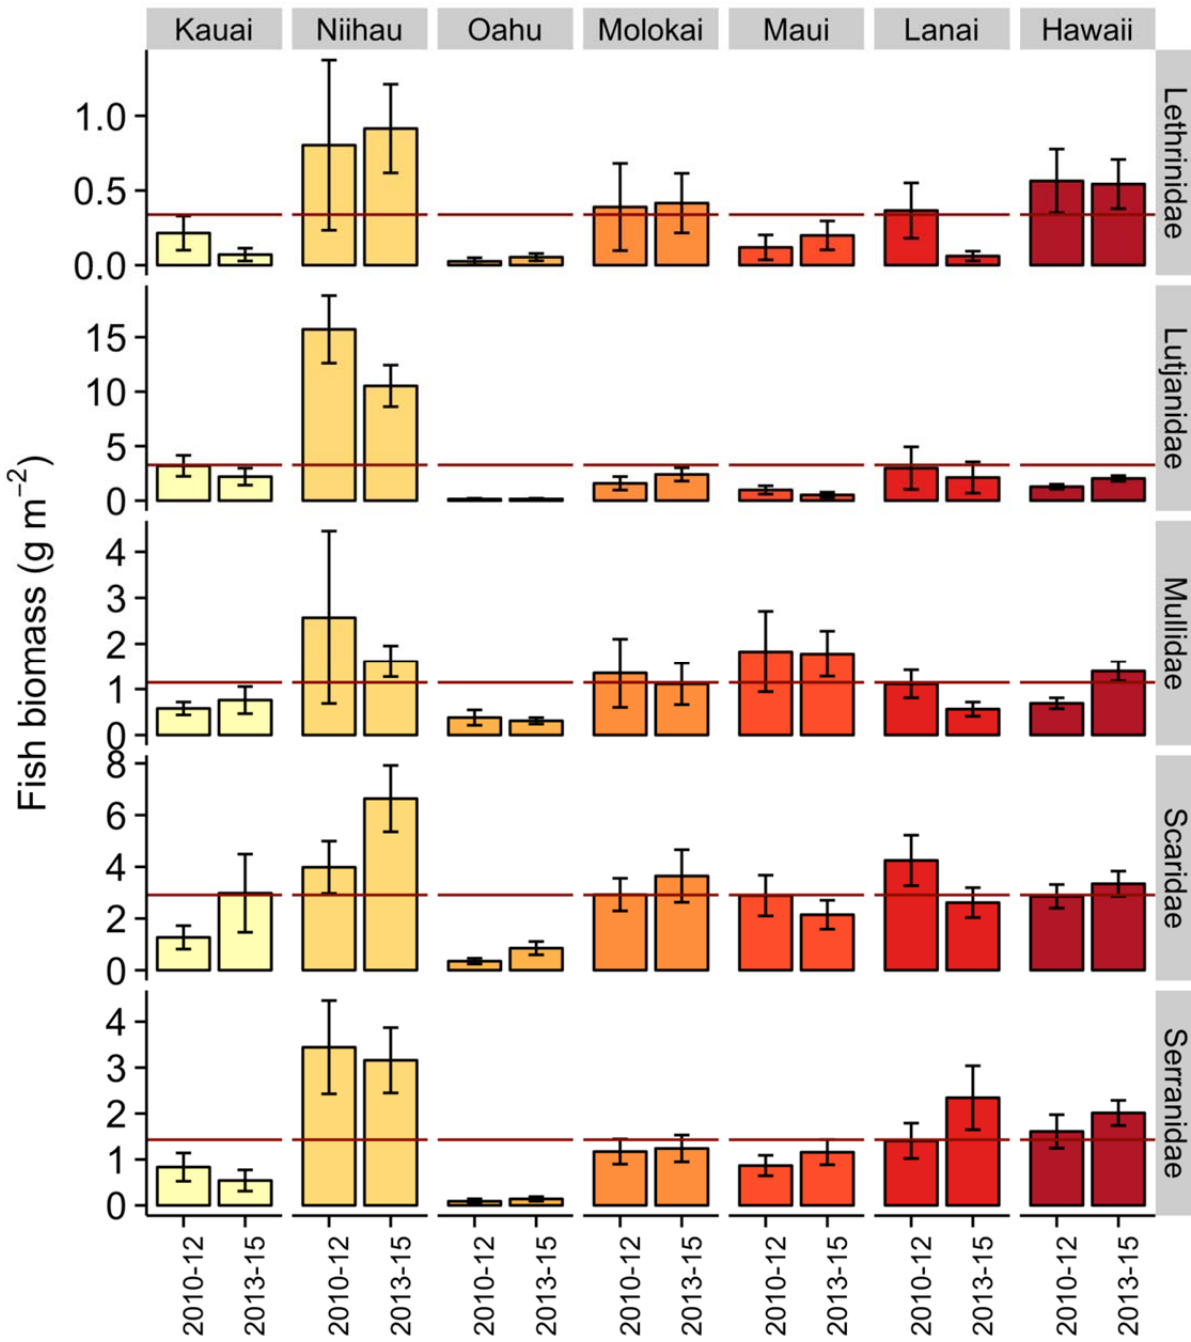 Kauai Niihau Oahu Molokai Maui Lanai Hawaii
Fish biomass (g m⁻²)
1.0
0.5
0.0
Lethrinidae
15
10
5
0
Lutjanidae
4
3
2
1
0
Mullidae
8
6
4
2
0
Scaridae
4
3
2
1
0
Serranidae
2010-12 2013-15 2010-12 2013-15 2010-12 2013-15 2010-12 2013-15 2010-12 2013-15 2010-12 2013-15 2010-12 2013-15